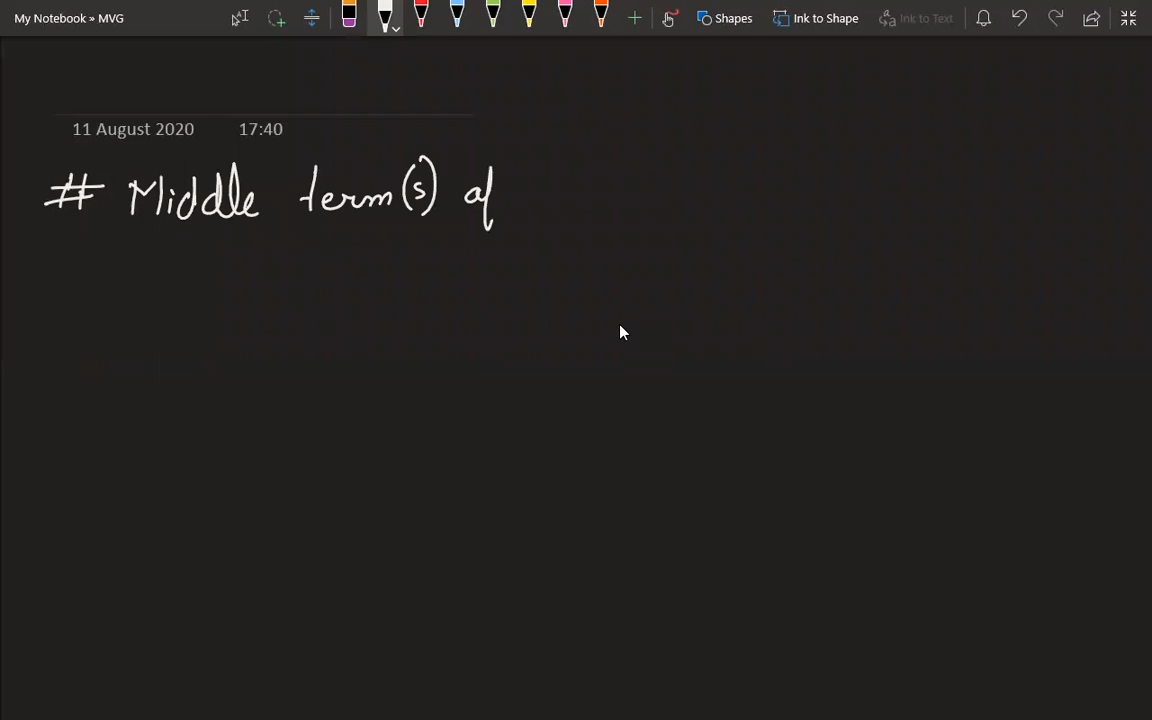 My Notebook » MVG
Shapes
Ink to Shape
Ink to Text
11 August 2020 17:40
# Middle term(s) of